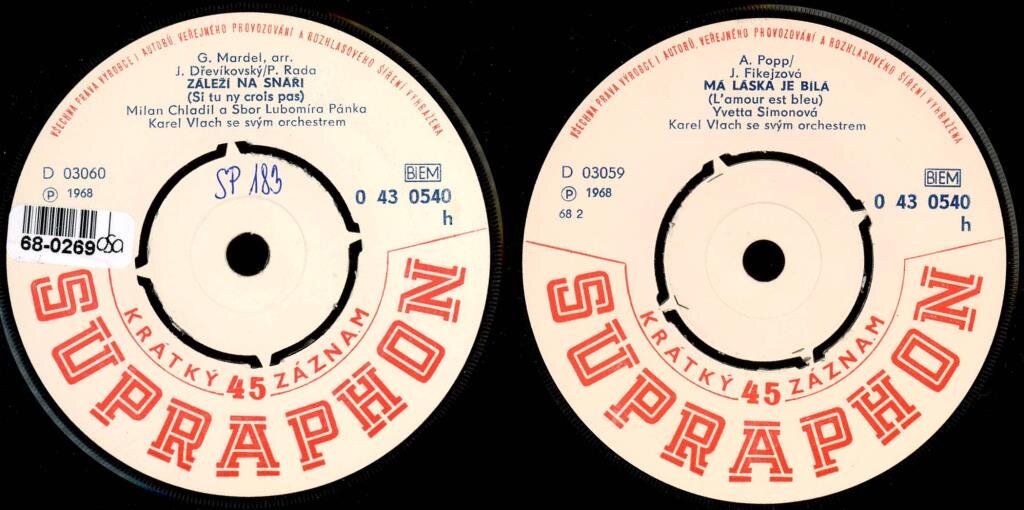 VŠECHNA PRÁVA VÝROBCE I AUTORŮ, VEŘEJNÉHO PROVOZOVÁNÍ A ROZHLASOVÉHO ŠÍŘENÍ VYHRAZENA
G. Mardel, arr.
J. Dřevíkovský/P. Rada
ZÁLEŽÍ NA SNÁŘI
(Si tu ny crois pas)
Milan Chladil a Sbor Lubomíra Pánka
Karel Vlach se svým orchestrem
D 03060
Ⓟ 1968
SP 183
BIEM
0 43 0540
h
68-0269
KRÁTKÝ 45 ZÁZNAM
SUPRAPHON
VŠECHNA PRÁVA VÝROBCE I AUTORŮ, VEŘEJNÉHO PROVOZOVÁNÍ A ROZHLASOVÉHO ŠÍŘENÍ VYHRAZENA
A. Popp/
J. Fikejzová
MÁ LÁSKA JE BÍLÁ
(L'amour est bleu)
Yvetta Simonová
Karel Vlach se svým orchestrem
D 03059
Ⓟ 1968
68 2
BIEM
0 43 0540
h
KRÁTKÝ 45 ZÁZNAM
SUPRAPHON